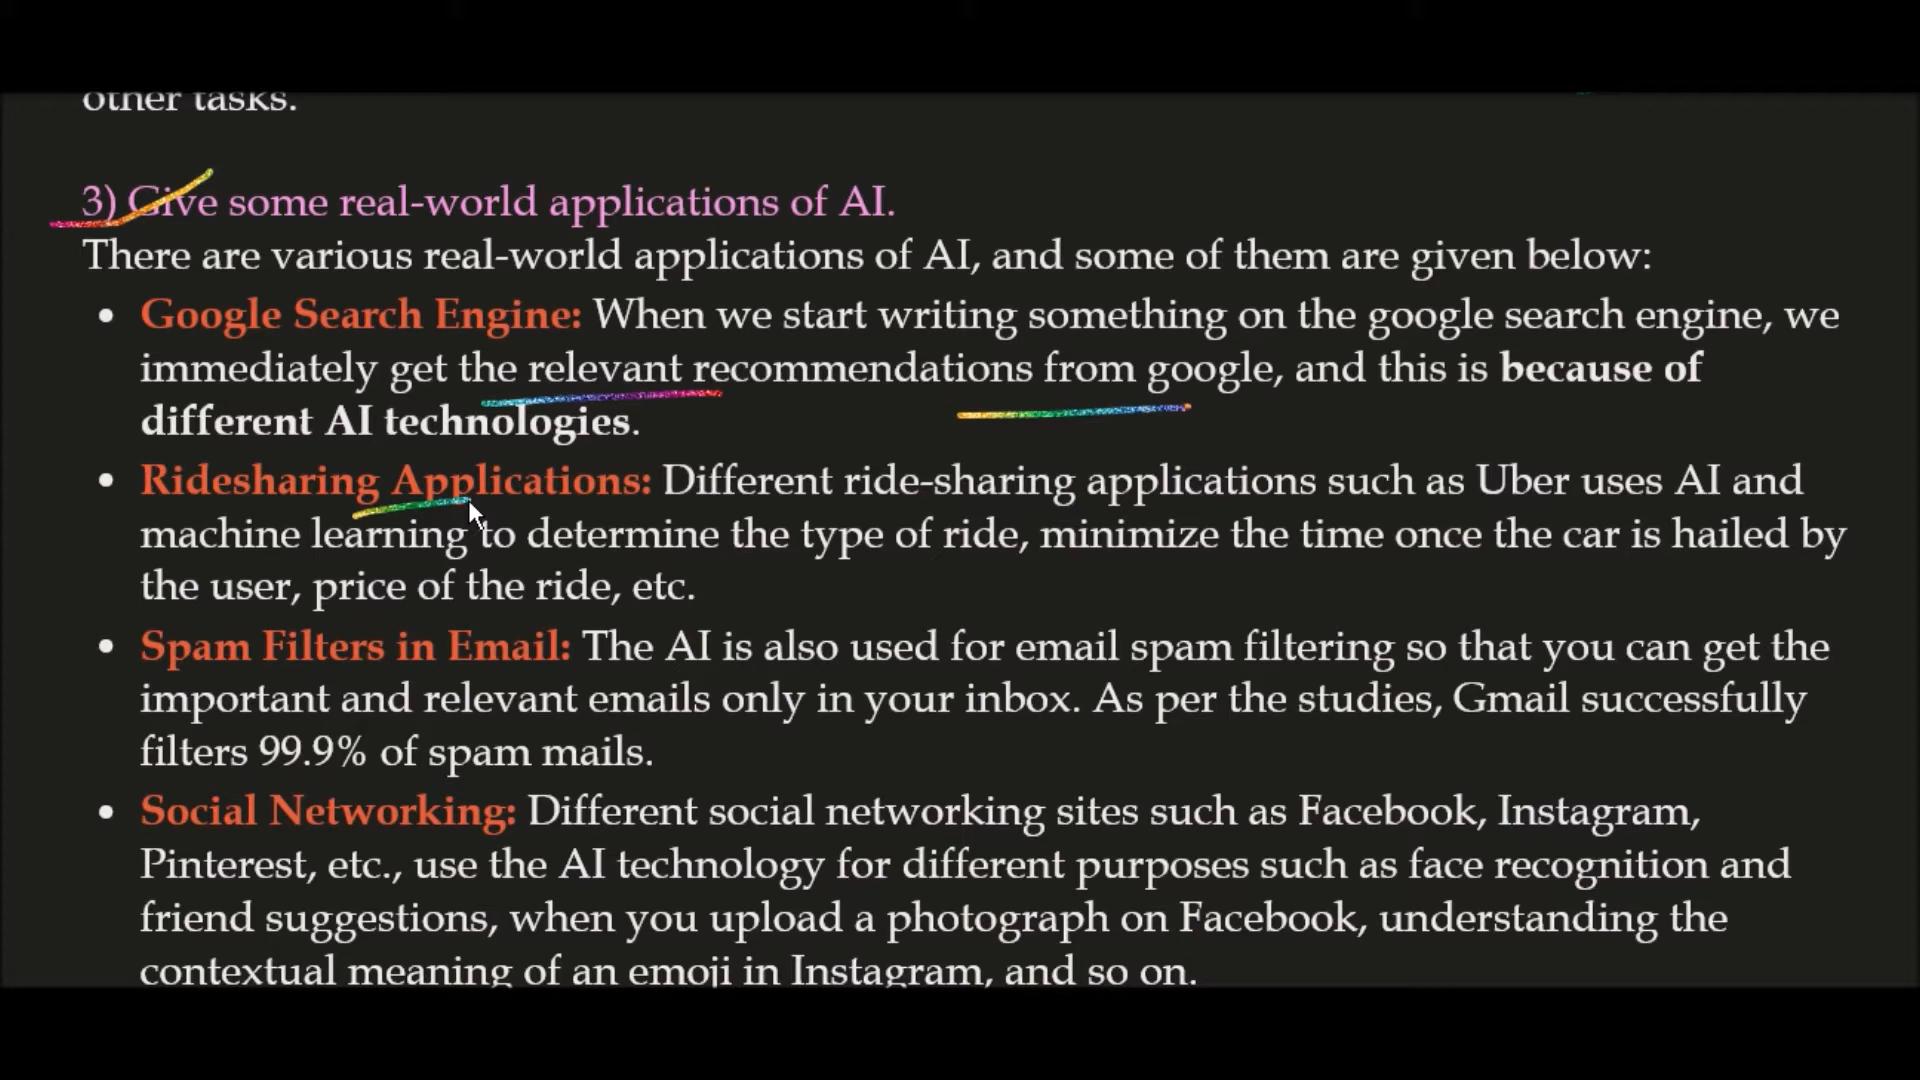 other tasks.
3) Give some real-world applications of AI.
There are various real-world applications of AI, and some of them are given below:
• Google Search Engine: When we start writing something on the google search engine, we
immediately get the relevant recommendations from google, and this is because of
different AI technologies.
• Ridesharing Applications: Different ride-sharing applications such as Uber uses AI and
machine learning to determine the type of ride, minimize the time once the car is hailed by
the user, price of the ride, etc.
• Spam Filters in Email: The AI is also used for email spam filtering so that you can get the
important and relevant emails only in your inbox. As per the studies, Gmail successfully
filters 99.9% of spam mails.
• Social Networking: Different social networking sites such as Facebook, Instagram,
Pinterest, etc., use the AI technology for different purposes such as face recognition and
friend suggestions, when you upload a photograph on Facebook, understanding the
contextual meaning of an emoji in Instagram, and so on.